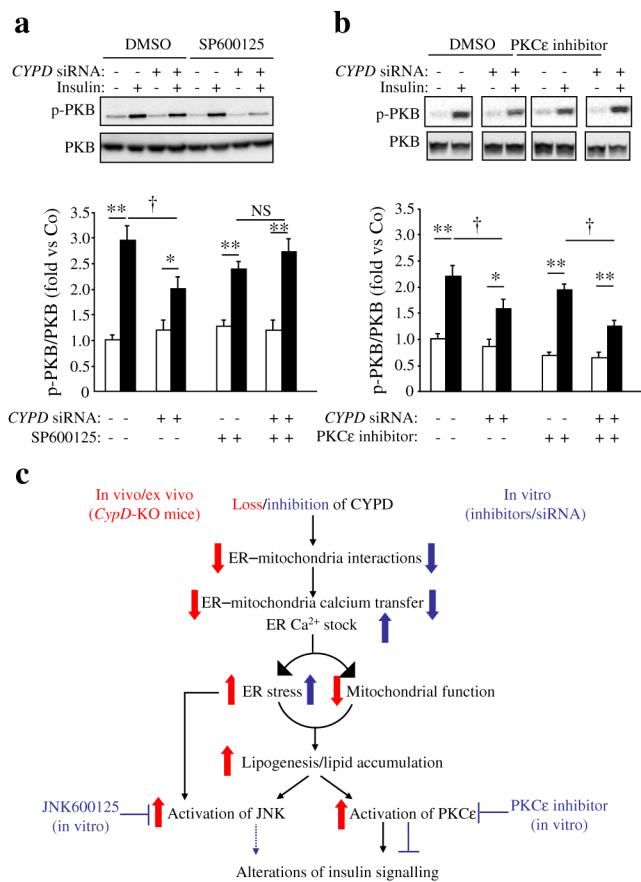 a
DMSO SP600125
CYPD siRNA: - - + + - - + +
Insulin: - + - + - + - +
p-PKB
PKB
p-PKB/PKB (fold vs Co)
3.5
3.0
2.5
2.0
1.5
1.0
0.5
0
** † * ** NS **
CYPD siRNA: - - + + - - + +
SP600125: - - - - + + + +
b
DMSO PKCε inhibitor
CYPD siRNA: - - + + - - + +
Insulin: - + - + - + - +
p-PKB
PKB
p-PKB/PKB (fold vs Co)
3.5
3.0
2.5
2.0
1.5
1.0
0.5
0
** † * ** † **
CYPD siRNA: - - + + - - + +
PKCε inhibitor: - - + + + +
c
In vivo/ex vivo
(CypD-KO mice)
Loss/inhibition of CYPD
In vitro
(inhibitors/siRNA)
ER–mitochondria interactions
ER–mitochondria calcium transfer
ER Ca²⁺ stock
ER stress Mitochondrial function
Lipogenesis/lipid accumulation
JNK600125
(in vitro)
Activation of JNK Activation of PKCε
PKCε inhibitor
(in vitro)
Alterations of insulin signalling